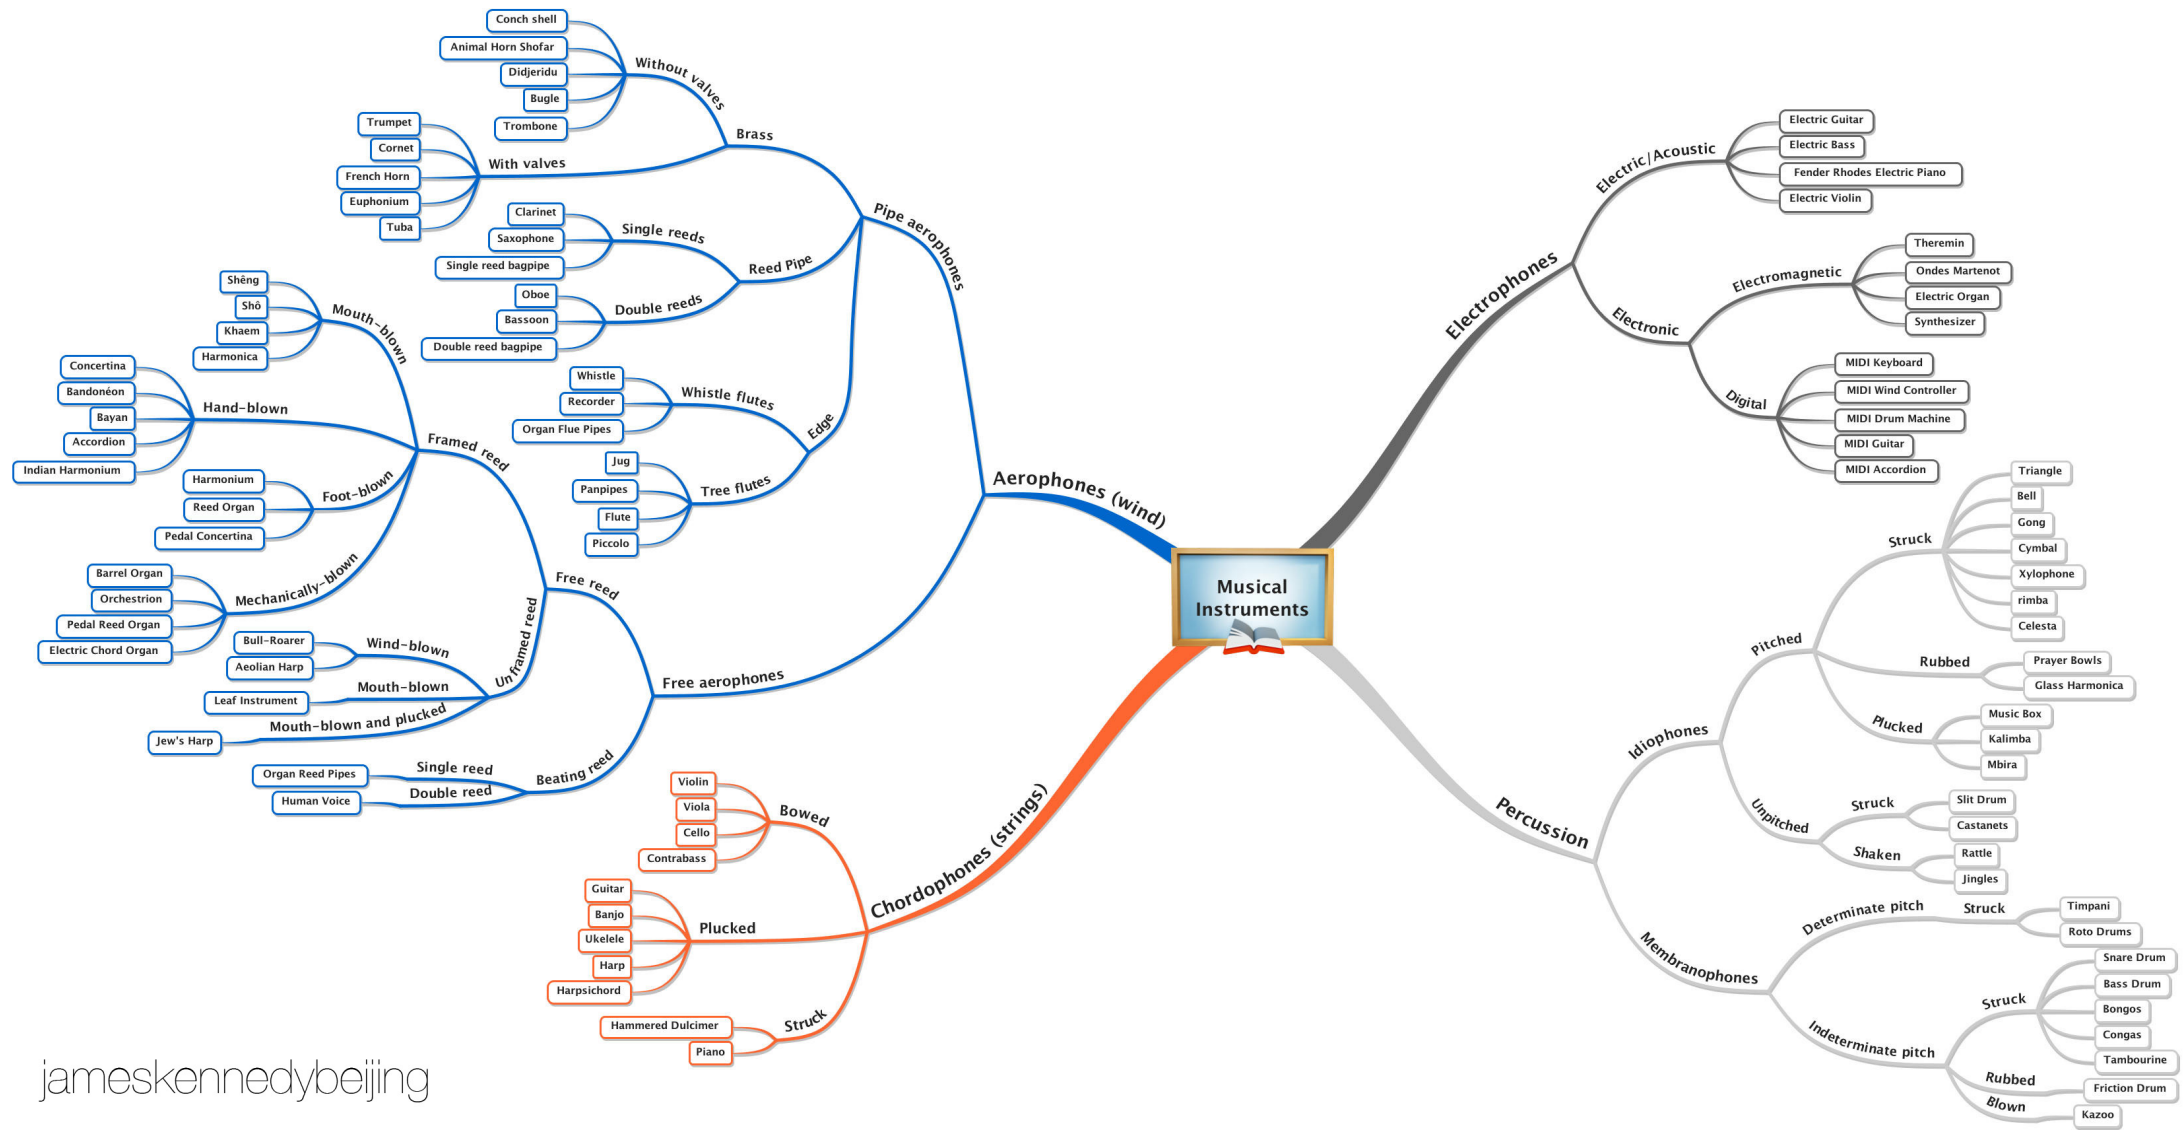 Musical
Instruments
Aerophones (wind)
Pipe aerophones
Brass
Without valves
Conch shell
Animal Horn Shofar
Didjeridu
Bugle
Trombone
With valves
Trumpet
Cornet
French Horn
Euphonium
Tuba
Reed Pipe
Single reeds
Clarinet
Saxophone
Single reed bagpipe
Double reeds
Oboe
Bassoon
Double reed bagpipe
Edge
Whistle flutes
Whistle
Recorder
Organ Flue Pipes
Tree flutes
Jug
Panpipes
Flute
Piccolo
Free aerophones
Free reed
Framed reed
Mouth-blown
Shêng
Shô
Khaem
Harmonica
Hand-blown
Concertina
Bandonéon
Bayan
Accordion
Indian Harmonium
Foot-blown
Harmonium
Reed Organ
Pedal Concertina
Mechanically-blown
Barrel Organ
Orchestrion
Pedal Reed Organ
Electric Chord Organ
Unframed reed
Wind-blown
Bull-Roarer
Aeolian Harp
Mouth-blown
Leaf Instrument
Mouth-blown and plucked
Jew's Harp
Beating reed
Single reed
Organ Reed Pipes
Double reed
Human Voice
Chordophones (strings)
Bowed
Violin
Viola
Cello
Contrabass
Plucked
Guitar
Banjo
Ukelele
Harp
Harpsichord
Struck
Hammered Dulcimer
Piano
Electrophones
Electric/Acoustic
Electric Guitar
Electric Bass
Fender Rhodes Electric Piano
Electric Violin
Electronic
Electromagnetic
Theremin
Ondes Martenot
Electric Organ
Synthesizer
Digital
MIDI Keyboard
MIDI Wind Controller
MIDI Drum Machine
MIDI Guitar
MIDI Accordion
Percussion
Idiophones
Pitched
Struck
Triangle
Bell
Gong
Cymbal
Xylophone
rimba
Celesta
Rubbed
Prayer Bowls
Glass Harmonica
Plucked
Music Box
Kalimba
Mbira
Unpitched
Struck
Slit Drum
Castanets
Shaken
Rattle
Jingles
Membranophones
Determinate pitch
Struck
Timpani
Roto Drums
Indeterminate pitch
Struck
Snare Drum
Bass Drum
Bongos
Congas
Tambourine
Rubbed
Friction Drum
Blown
Kazoo
jameskennedybeijing